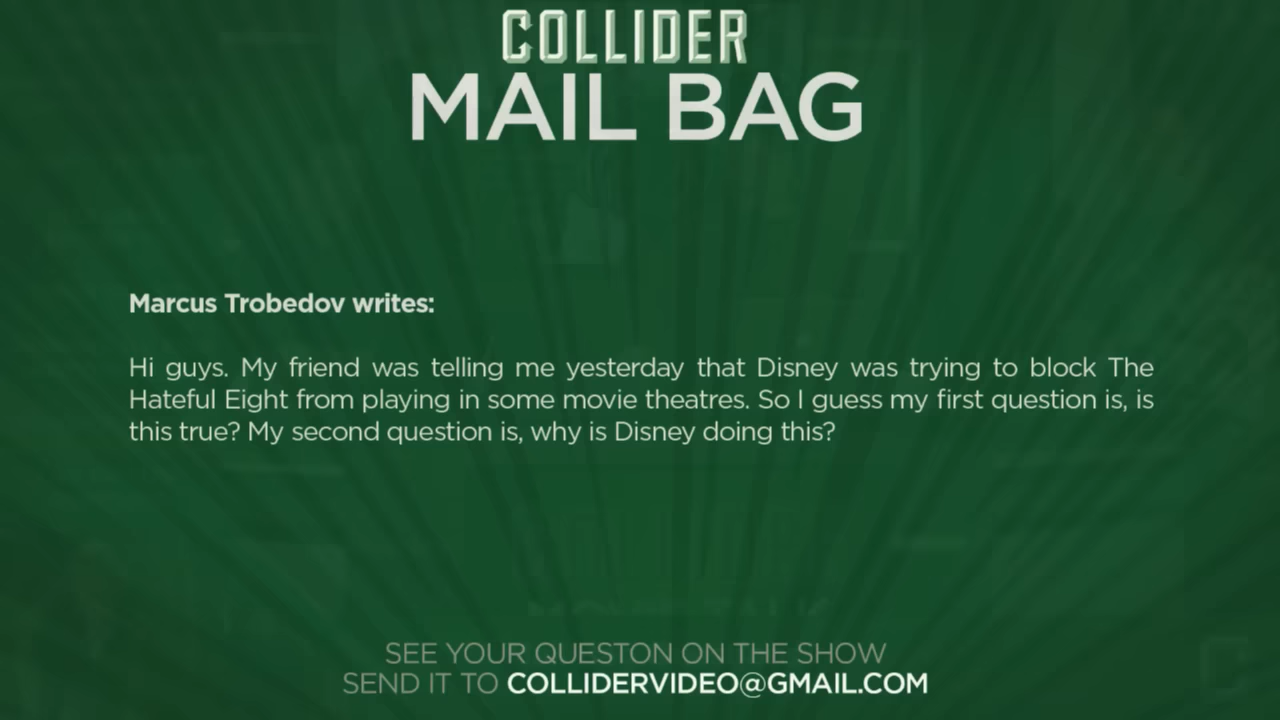 COLLIDER
MAIL BAG
Marcus Trobedov writes:
Hi guys. My friend was telling me yesterday that Disney was trying to block The
Hateful Eight from playing in some movie theatres. So I guess my first question is, is
this true? My second question is, why is Disney doing this?
SEE YOUR QUESTON ON THE SHOW
SEND IT TO COLLIDERVIDEO@GMAIL.COM